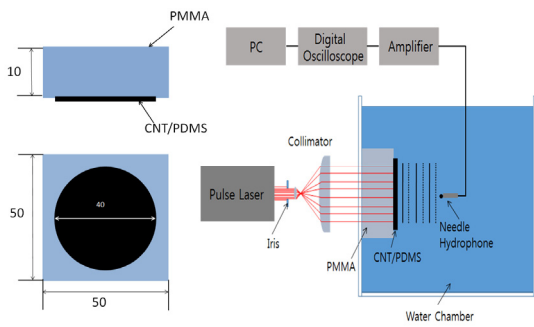 PMMA
10
CNT/PDMS
50
40
50
PC
Digital
Oscilloscope
Amplifier
Collimator
Pulse Laser
Iris
PMMA
CNT/PDMS
Needle
Hydrophone
Water Chamber